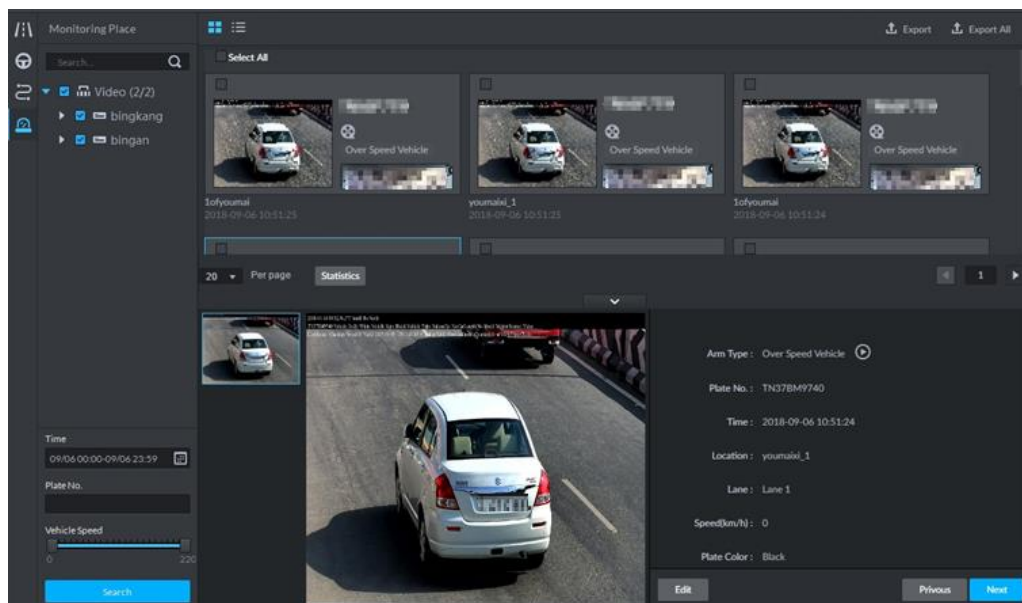 Monitoring Place
Export
Export All
Search...
Select All
Video (2/2)
bingkang
bingan
Over Speed Vehicle
Over Speed Vehicle
Over Speed Vehicle
1ofyoumai
youmaixi_1
1ofyoumai
2018-09-06 10:51:25
2018-09-06 10:51:25
2018-09-06 10:51:24
20
Per page
Statistics
1
Arm Type : Over Speed Vehicle
Plate No. : TN37BM9740
Time : 2018-09-06 10:51:24
Location : youmaixi_1
Lane : Lane 1
Speed(km/h) : 0
Plate Color : Black
Time
09/06 00:00-09/06 23:59
Plate No.
Vehicle Speed
0
220
Search
Edit
Privous
Next